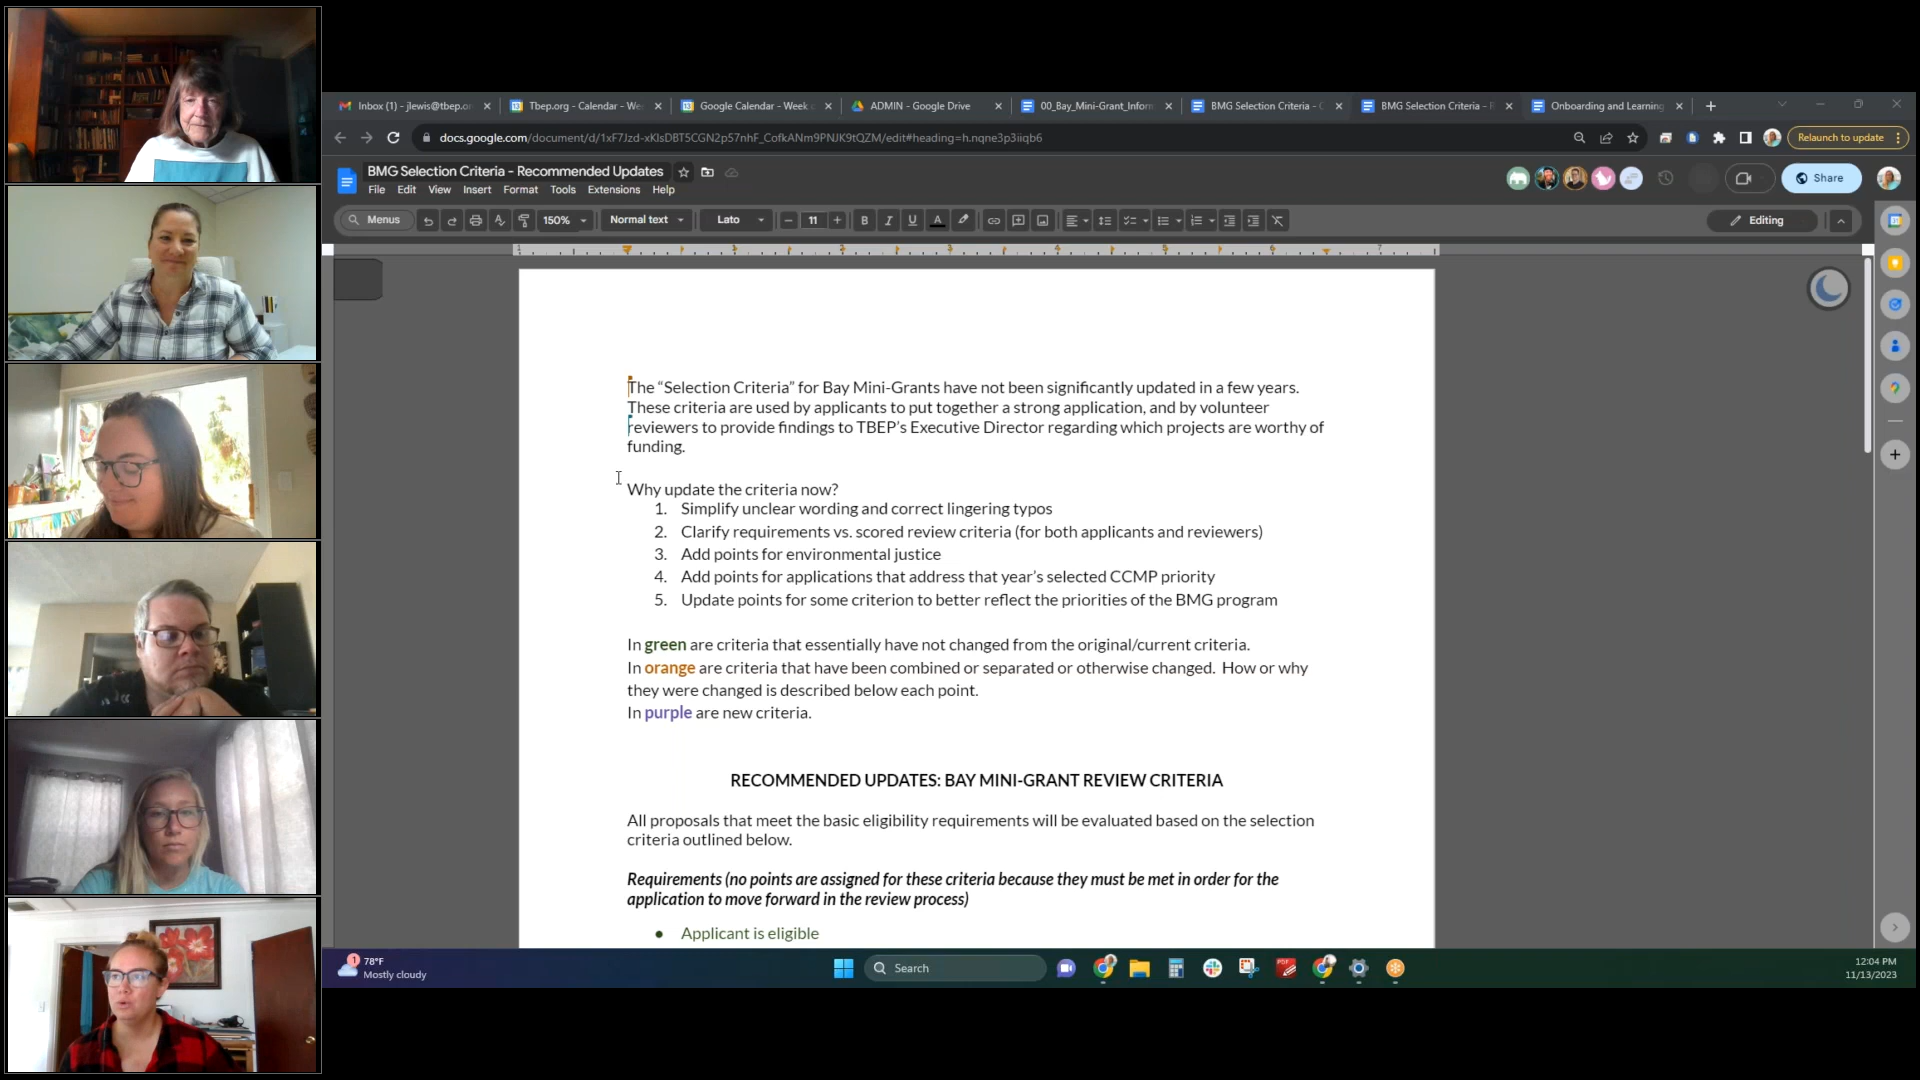 Inbox (1) - jlewis@tbep.o
Tbep.org - Calendar - We
Google Calendar - Week
ADMIN - Google Drive
00_Bay_Mini-Grant_Inform
BMG Selection Criteria -
BMG Selection Criteria -
Onboarding and Learning
docs.google.com/document/d/1xF7Jzd-xKlsDBT5CGN2p57nhF_CofkANm9PNJK9tQZM/edit#heading=h.nqne3p3iiqb6
Relaunch to update
BMG Selection Criteria - Recommended Updates
File Edit View Insert Format Tools Extensions Help
Share
Menus 150% Normal text Lato 11 Editing
1 1 2 3 4 5 6 7
The “Selection Criteria” for Bay Mini-Grants have not been significantly updated in a few years.
These criteria are used by applicants to put together a strong application, and by volunteer
reviewers to provide findings to TBEP’s Executive Director regarding which projects are worthy of
funding.
Why update the criteria now?
1. Simplify unclear wording and correct lingering typos
2. Clarify requirements vs. scored review criteria (for both applicants and reviewers)
3. Add points for environmental justice
4. Add points for applications that address that year’s selected CCMP priority
5. Update points for some criterion to better reflect the priorities of the BMG program
In green are criteria that essentially have not changed from the original/current criteria.
In orange are criteria that have been combined or separated or otherwise changed. How or why
they were changed is described below each point.
In purple are new criteria.
RECOMMENDED UPDATES: BAY MINI-GRANT REVIEW CRITERIA
All proposals that meet the basic eligibility requirements will be evaluated based on the selection
criteria outlined below.
Requirements (no points are assigned for these criteria because they must be met in order for the
application to move forward in the review process)
● Applicant is eligible
1
78°F
Mostly cloudy
Search
PDF
12:04 PM
11/13/2023